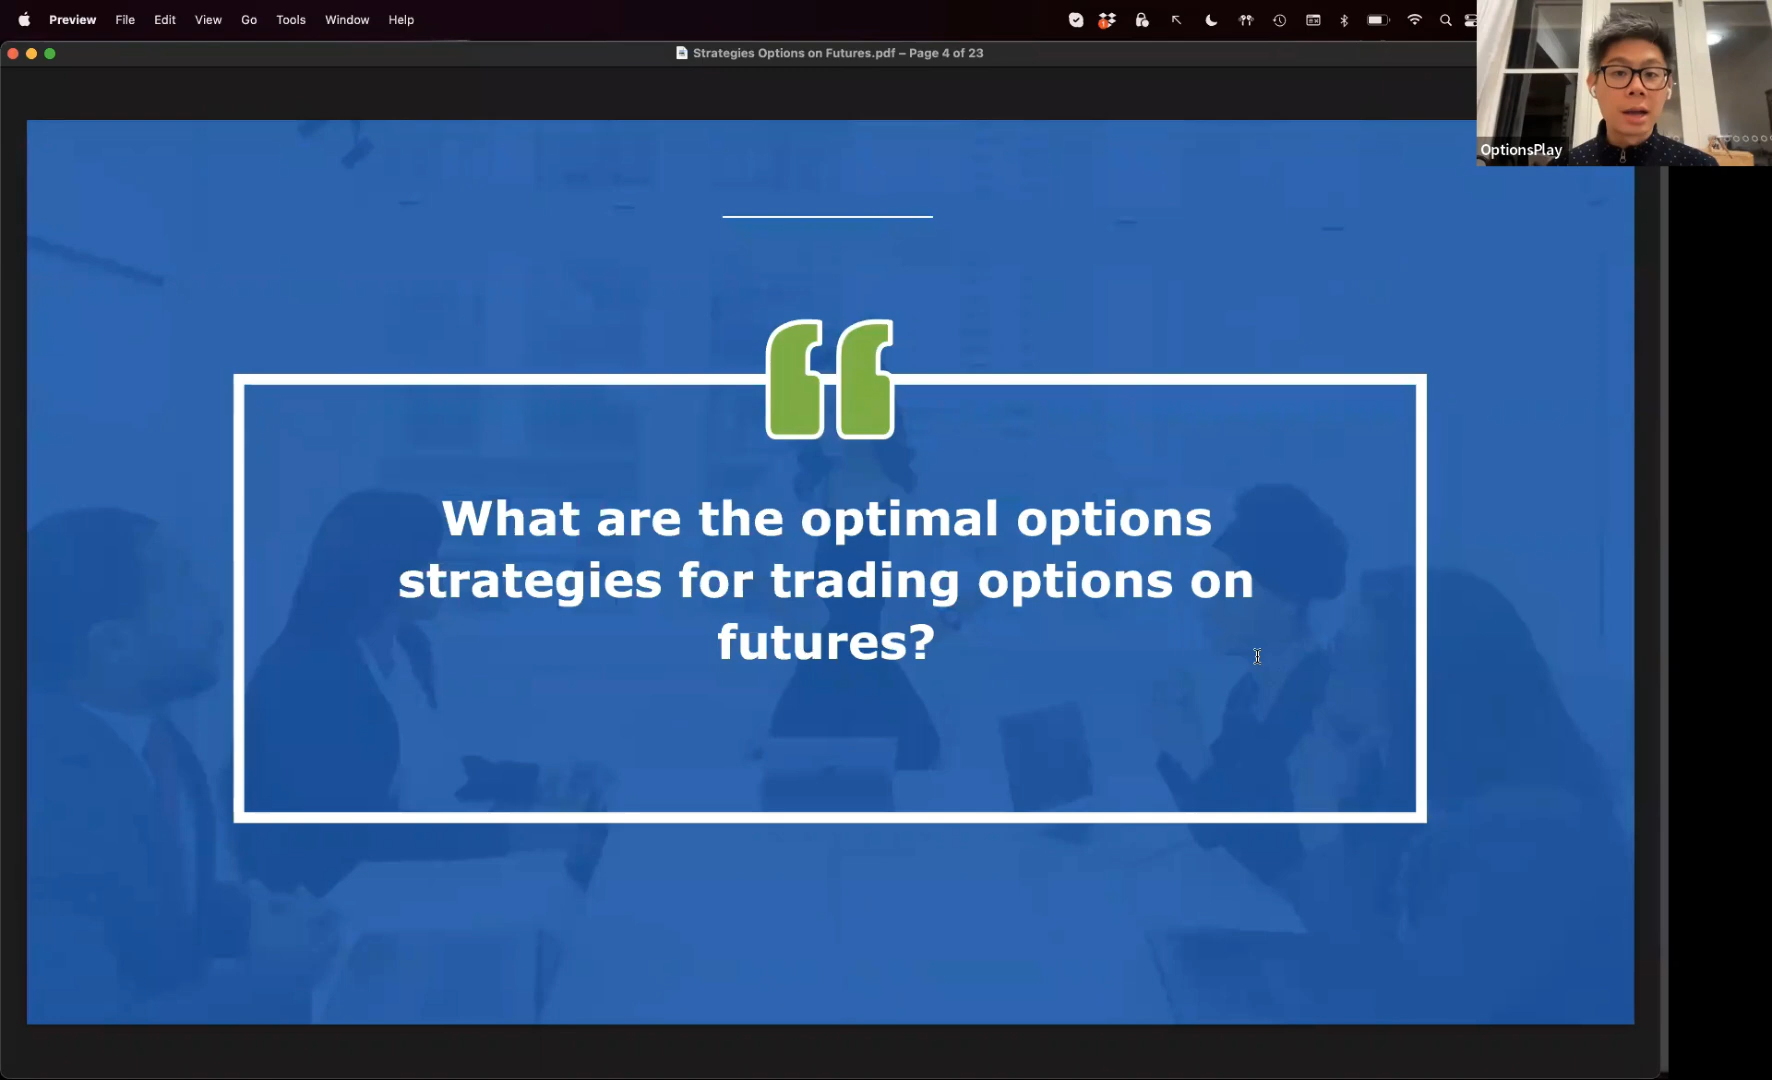 Preview File Edit View Go Tools Window Help
Strategies Options on Futures.pdf – Page 4 of 23
OptionsPlay
What are the optimal options
strategies for trading options on
futures?